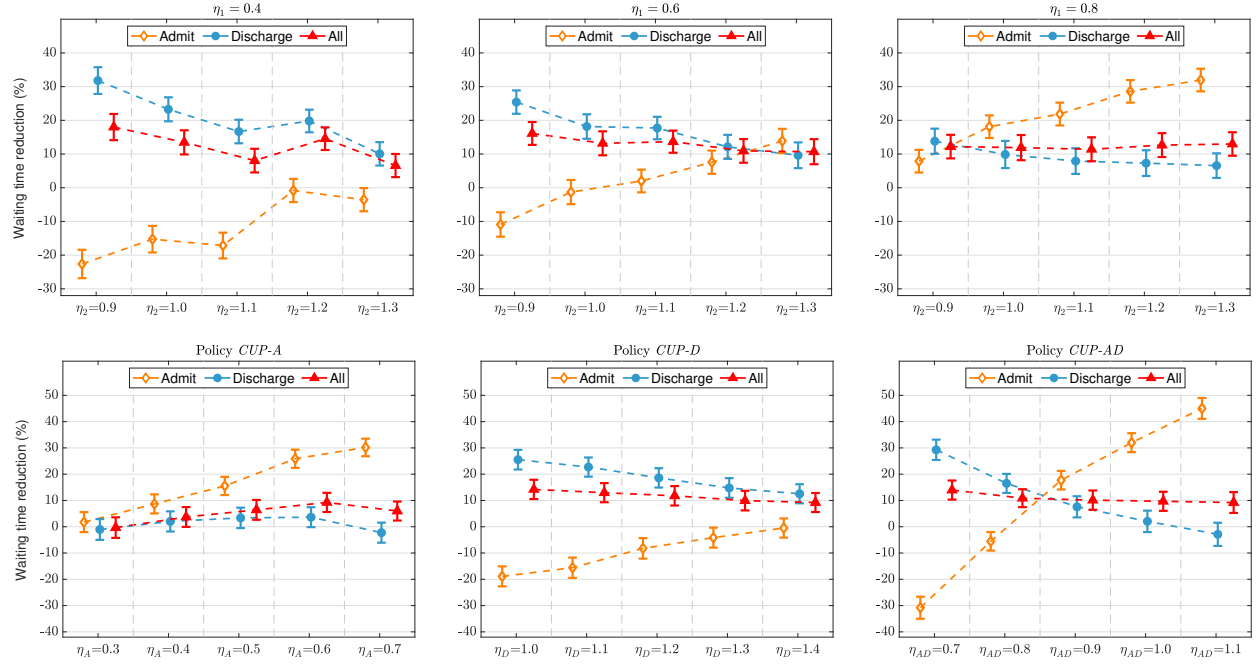 η1 = 0.4
Admit Discharge All
Waiting time reduction (%)
40
30
20
10
0
-10
-20
-30
η2=0.9 η2=1.0 η2=1.1 η2=1.2 η2=1.3
η1 = 0.6
Admit Discharge All
40
30
20
10
0
-10
-20
-30
η2=0.9 η2=1.0 η2=1.1 η2=1.2 η2=1.3
η1 = 0.8
Admit Discharge All
40
30
20
10
0
-10
-20
-30
η2=0.9 η2=1.0 η2=1.1 η2=1.2 η2=1.3
Policy CUP-A
Admit Discharge All
Waiting time reduction (%)
50
40
30
20
10
0
-10
-20
-30
-40
ηA=0.3 ηA=0.4 ηA=0.5 ηA=0.6 ηA=0.7
Policy CUP-D
Admit Discharge All
50
40
30
20
10
0
-10
-20
-30
-40
ηD=1.0 ηD=1.1 ηD=1.2 ηD=1.3 ηD=1.4
Policy CUP-AD
Admit Discharge All
50
40
30
20
10
0
-10
-20
-30
-40
ηAD=0.7 ηAD=0.8 ηAD=0.9 ηAD=1.0 ηAD=1.1